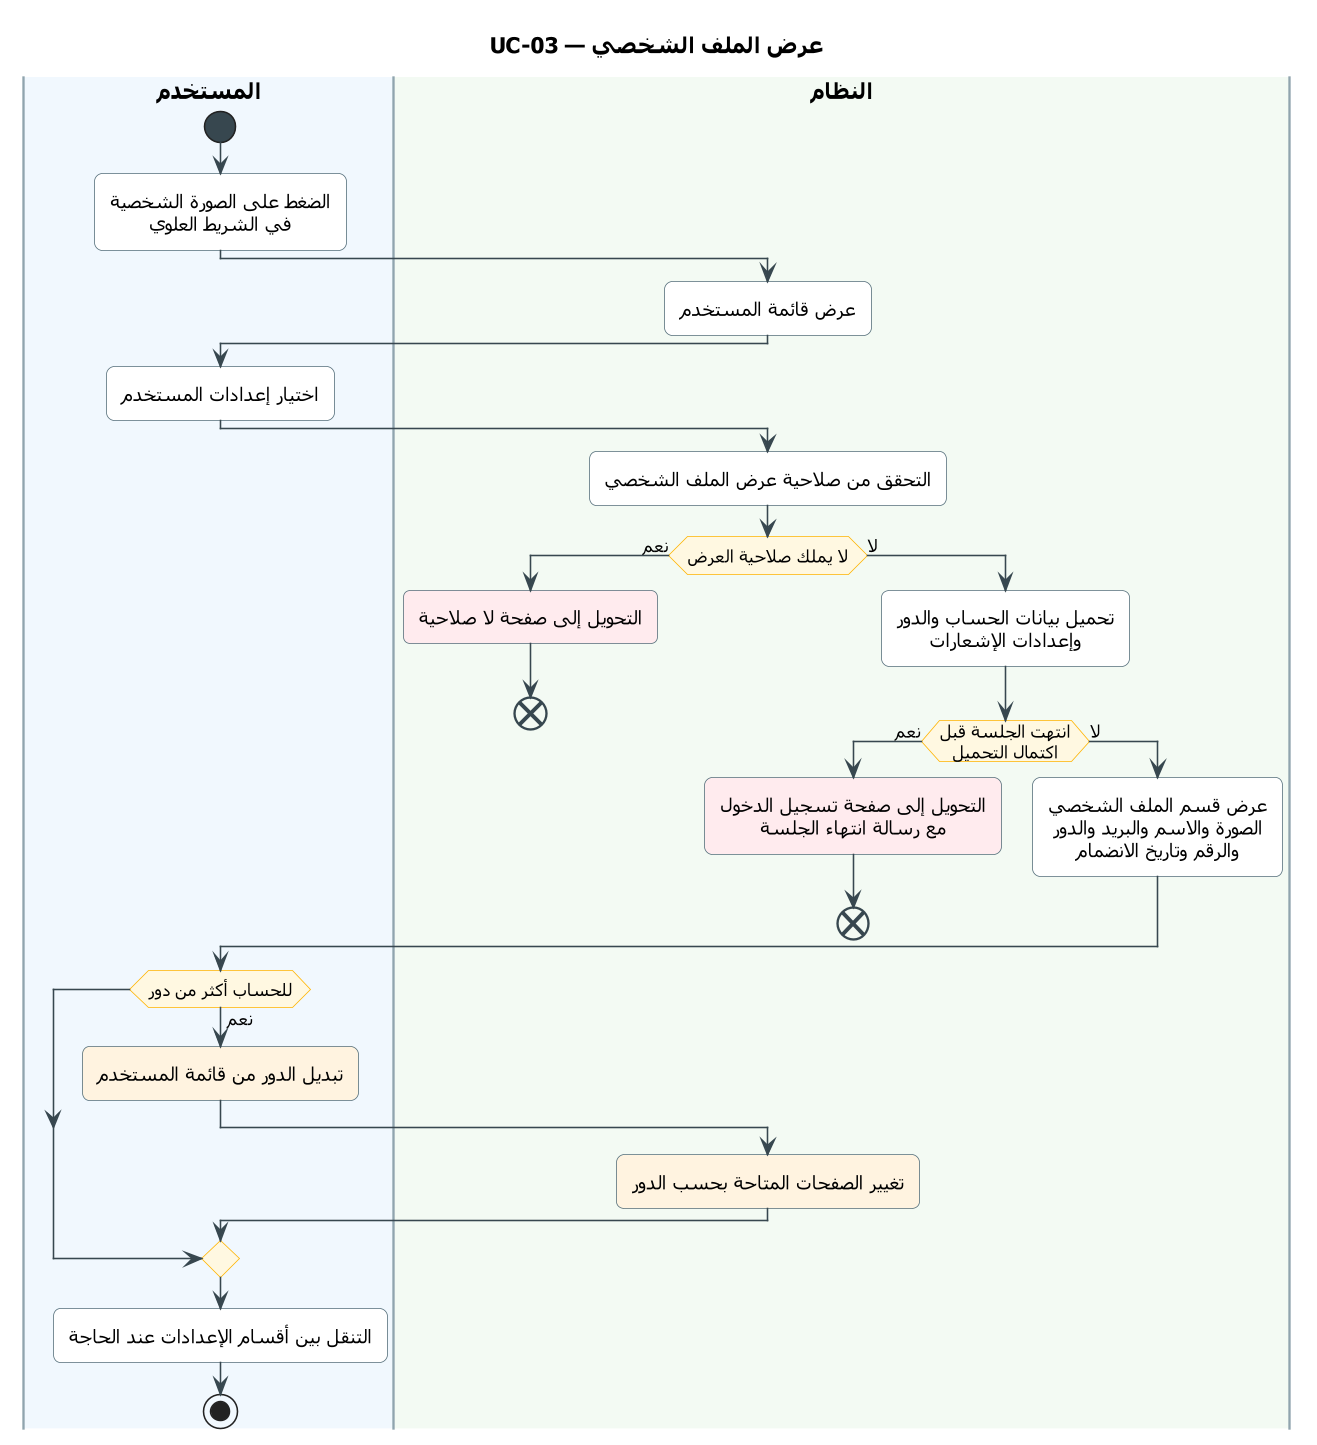 UC-03 — عرض الملف الشخصي
المستخدم
النظام
الضغط على الصورة الشخصية
في الشريط العلوي
عرض قائمة المستخدم
اختيار إعدادات المستخدم
التحقق من صلاحية عرض الملف الشخصي
نعم
لا يملك صلاحية العرض
لا
التحويل إلى صفحة لا صلاحية
تحميل بيانات الحساب والدور
وإعدادات الإشعارات
نعم
انتهت الجلسة قبل
اكتمال التحميل
لا
التحويل إلى صفحة تسجيل الدخول
مع رسالة انتهاء الجلسة
عرض قسم الملف الشخصي
الصورة والاسم والبريد والدور
والرقم وتاريخ الانضمام
للحساب أكثر من دور
نعم
تبديل الدور من قائمة المستخدم
تغيير الصفحات المتاحة بحسب الدور
التنقل بين أقسام الإعدادات عند الحاجة